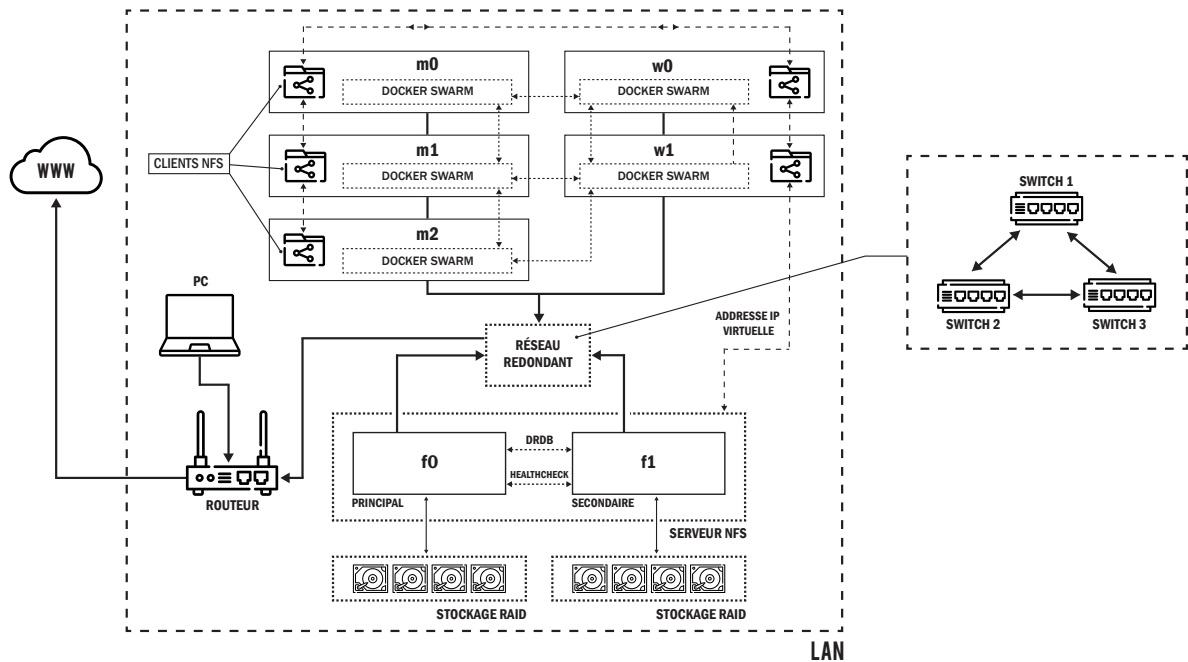 m0
DOCKER SWARM
w0
DOCKER SWARM
CLIENTS NFS
m1
DOCKER SWARM
w1
DOCKER SWARM
m2
DOCKER SWARM
WWW
SWITCH 1
SWITCH 2
SWITCH 3
PC
ADDRESSE IP
VIRTUELLE
RÉSEAU
REDONDANT
f0
DRDB
HEALTHCHECK
f1
PRINCIPAL
SECONDAIRE
ROUTEUR
SERVEUR NFS
STOCKAGE RAID
STOCKAGE RAID
LAN